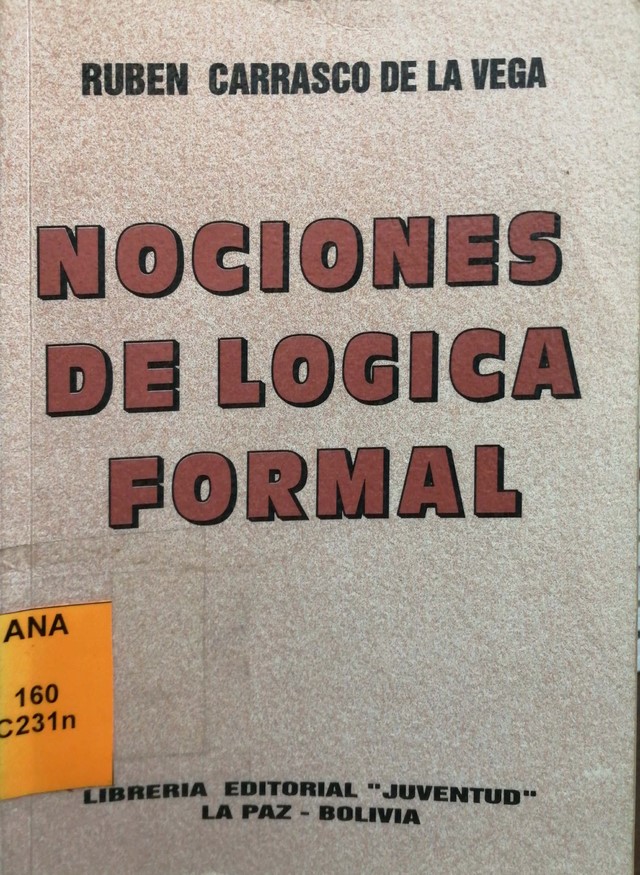 RUBEN CARRASCO DE LA VEGA
NOCIONES
DE LOGICA
FORMAL
ANA
160
C231n
LIBRERIA EDITORIAL "JUVENTUD"
LA PAZ - BOLIVIA